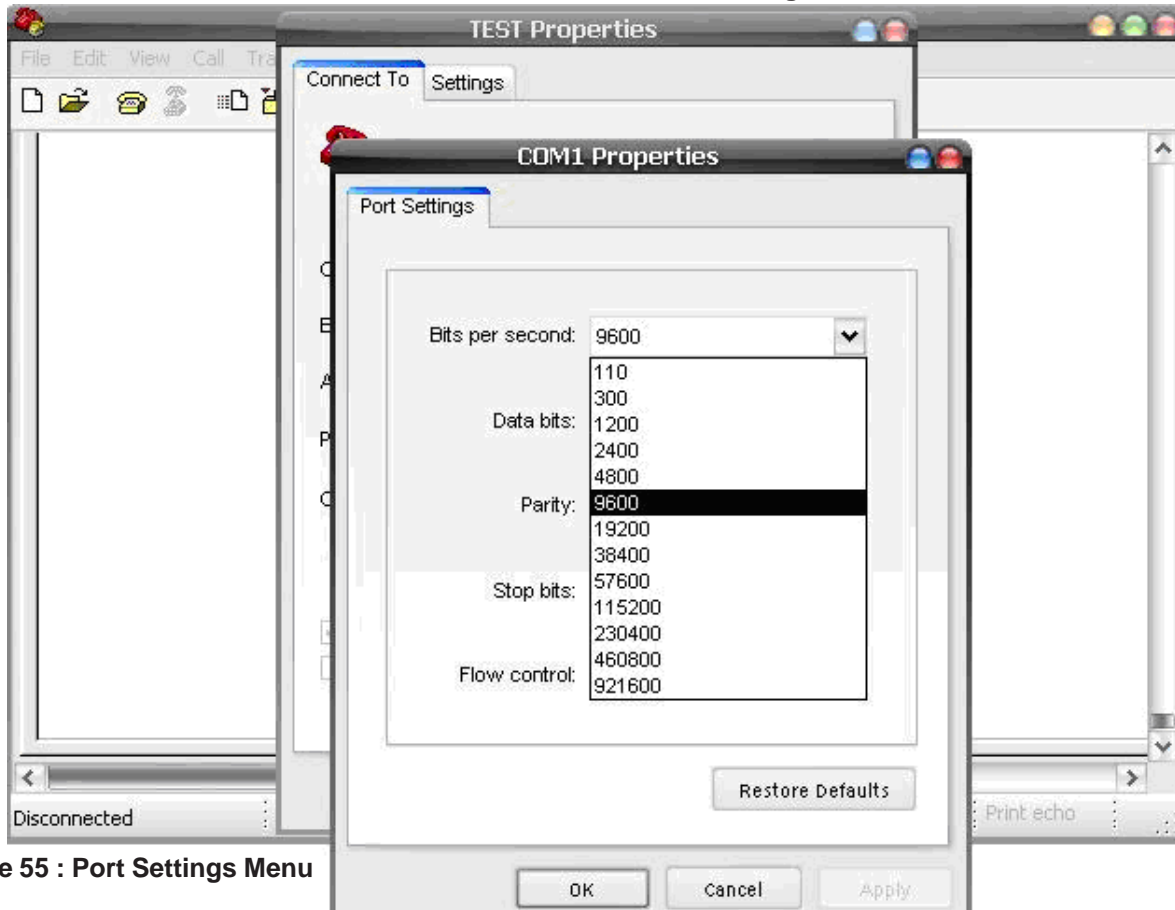 TEST Properties
File Edit View Call Tra
Connect To Settings
COM1 Properties
Port Settings
C
E
A
P
C
Bits per second: 9600
110
300
1200
2400
4800
9600
19200
38400
57600
115200
230400
460800
921600
Data bits:
Parity:
Stop bits:
Flow control:
Restore Defaults
Disconnected
Print echo
e 55 : Port Settings Menu
OK Cancel Apply